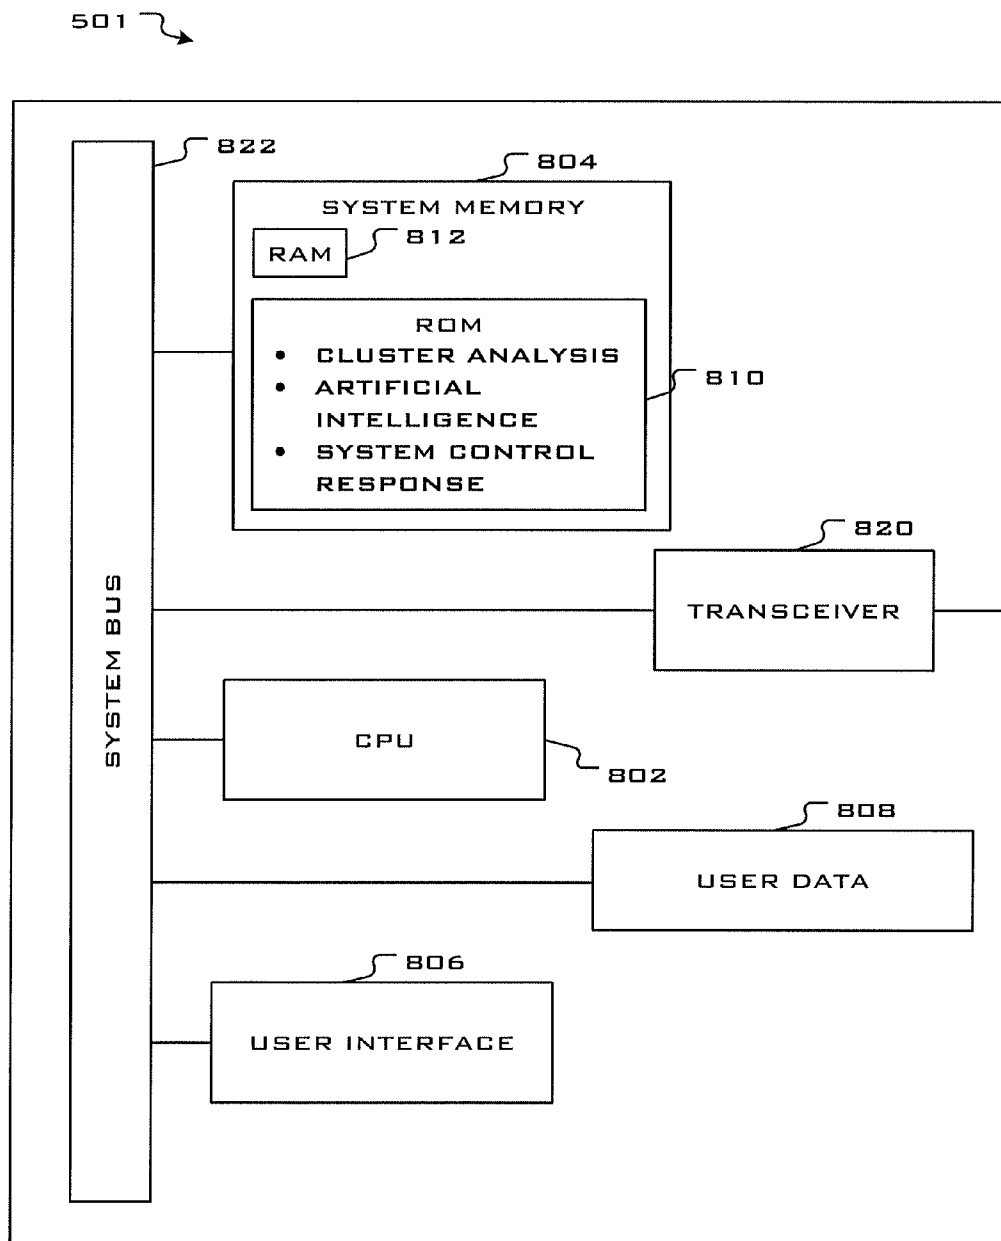 501
822
804
SYSTEM MEMORY
RAM
812
ROM
• CLUSTER ANALYSIS
• ARTIFICIAL
INTELLIGENCE
• SYSTEM CONTROL
RESPONSE
810
820
TRANSCEIVER
SYSTEM BUS
CPU
802
808
USER DATA
806
USER INTERFACE